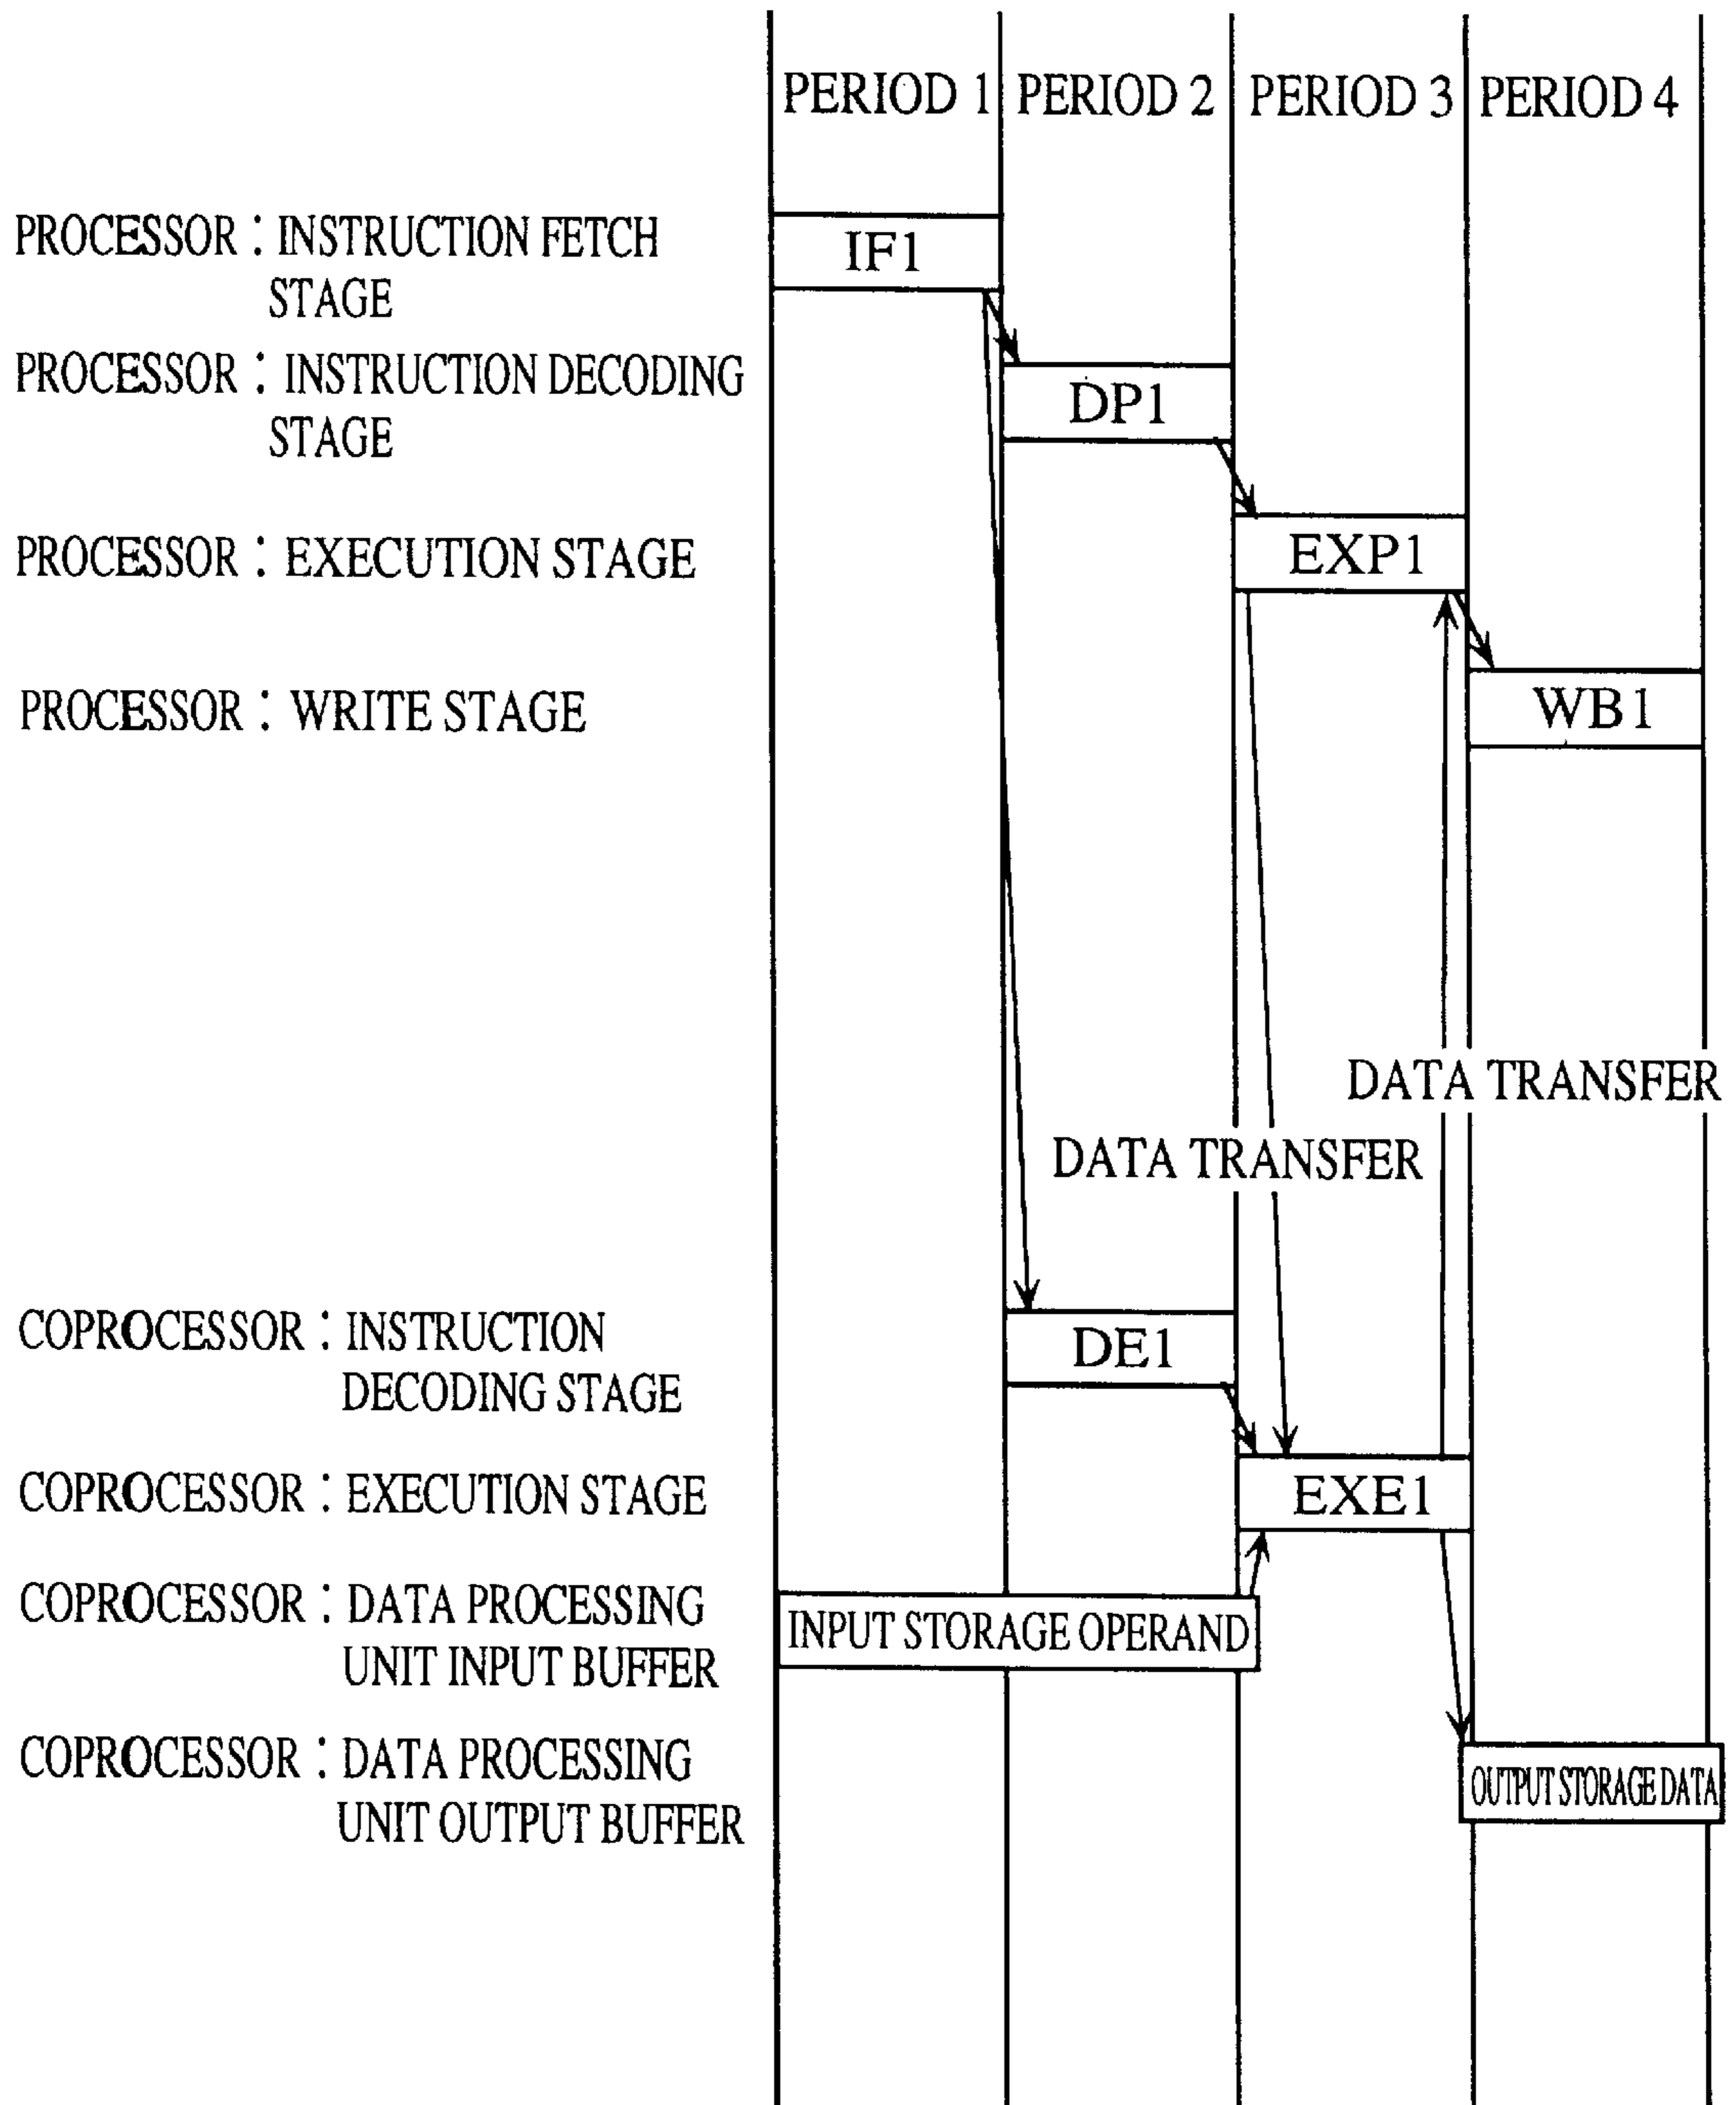 PERIOD 1 PERIOD 2 PERIOD 3 PERIOD 4
PROCESSOR : INSTRUCTION FETCH
STAGE
IF1
PROCESSOR : INSTRUCTION DECODING
STAGE
DP1
PROCESSOR : EXECUTION STAGE
EXP1
PROCESSOR : WRITE STAGE
WB1
DATA TRANSFER
DATA TRANSFER
COPROCESSOR : INSTRUCTION
DECODING STAGE
DE1
COPROCESSOR : EXECUTION STAGE
EXE1
COPROCESSOR : DATA PROCESSING
UNIT INPUT BUFFER
INPUT STORAGE OPERAND
COPROCESSOR : DATA PROCESSING
UNIT OUTPUT BUFFER
OUTPUT STORAGE DATA